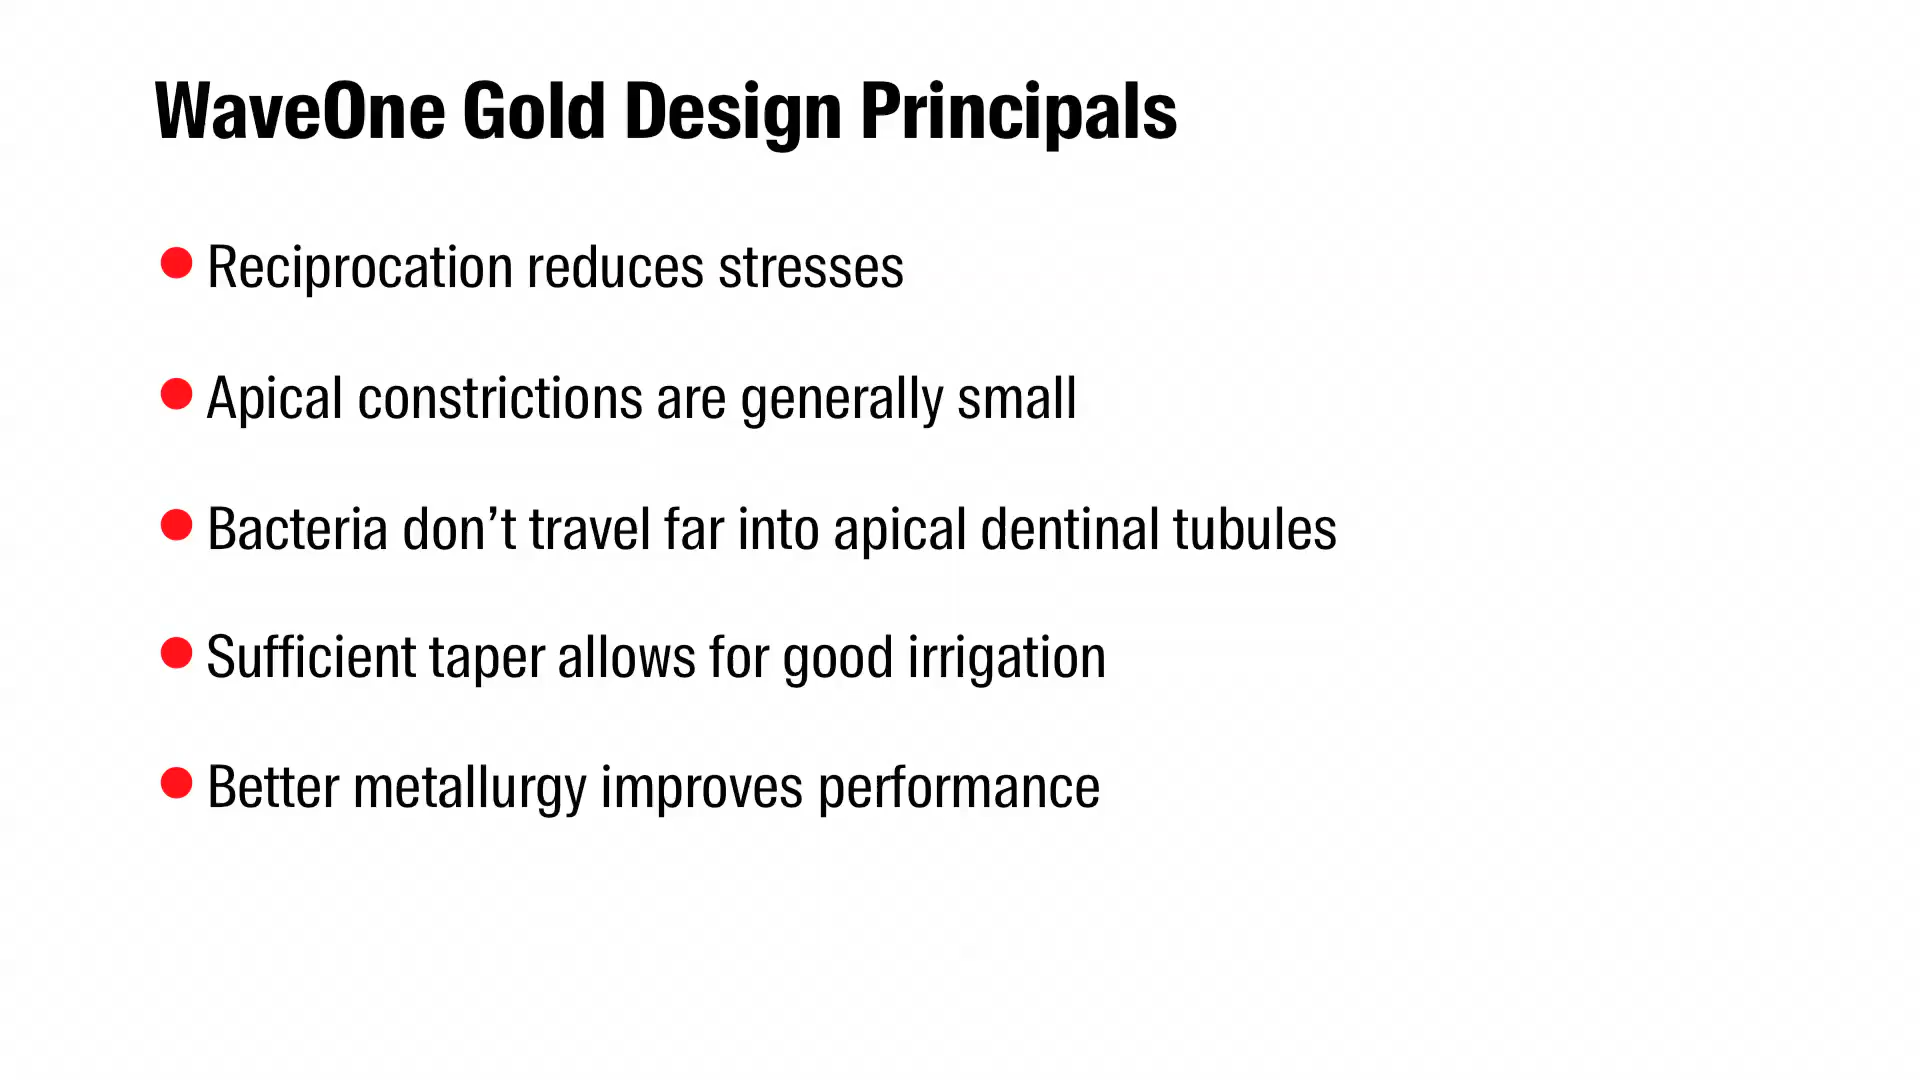 WaveOne Gold Design Principals
Reciprocation reduces stresses
Apical constrictions are generally small
Bacteria don’t travel far into apical dentinal tubules
Sufficient taper allows for good irrigation
Better metallurgy improves performance